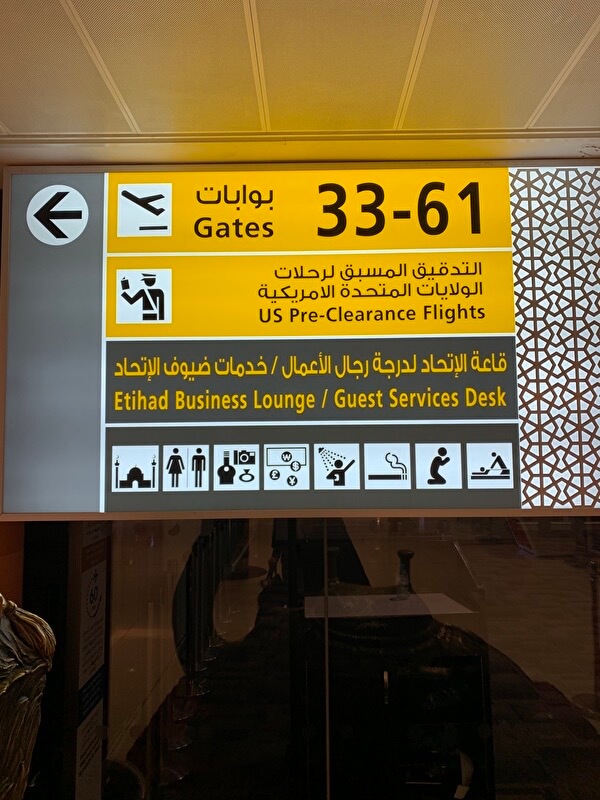 بوابات
Gates
33-61
التدقيق المسبق لرحلات
الولايات المتحدة الامريكية
US Pre-Clearance Flights
قاعة الإتحاد لدرجة رجال الأعمال / خدمات ضيوف الإتحاد
Etihad Business Lounge / Guest Services Desk
60